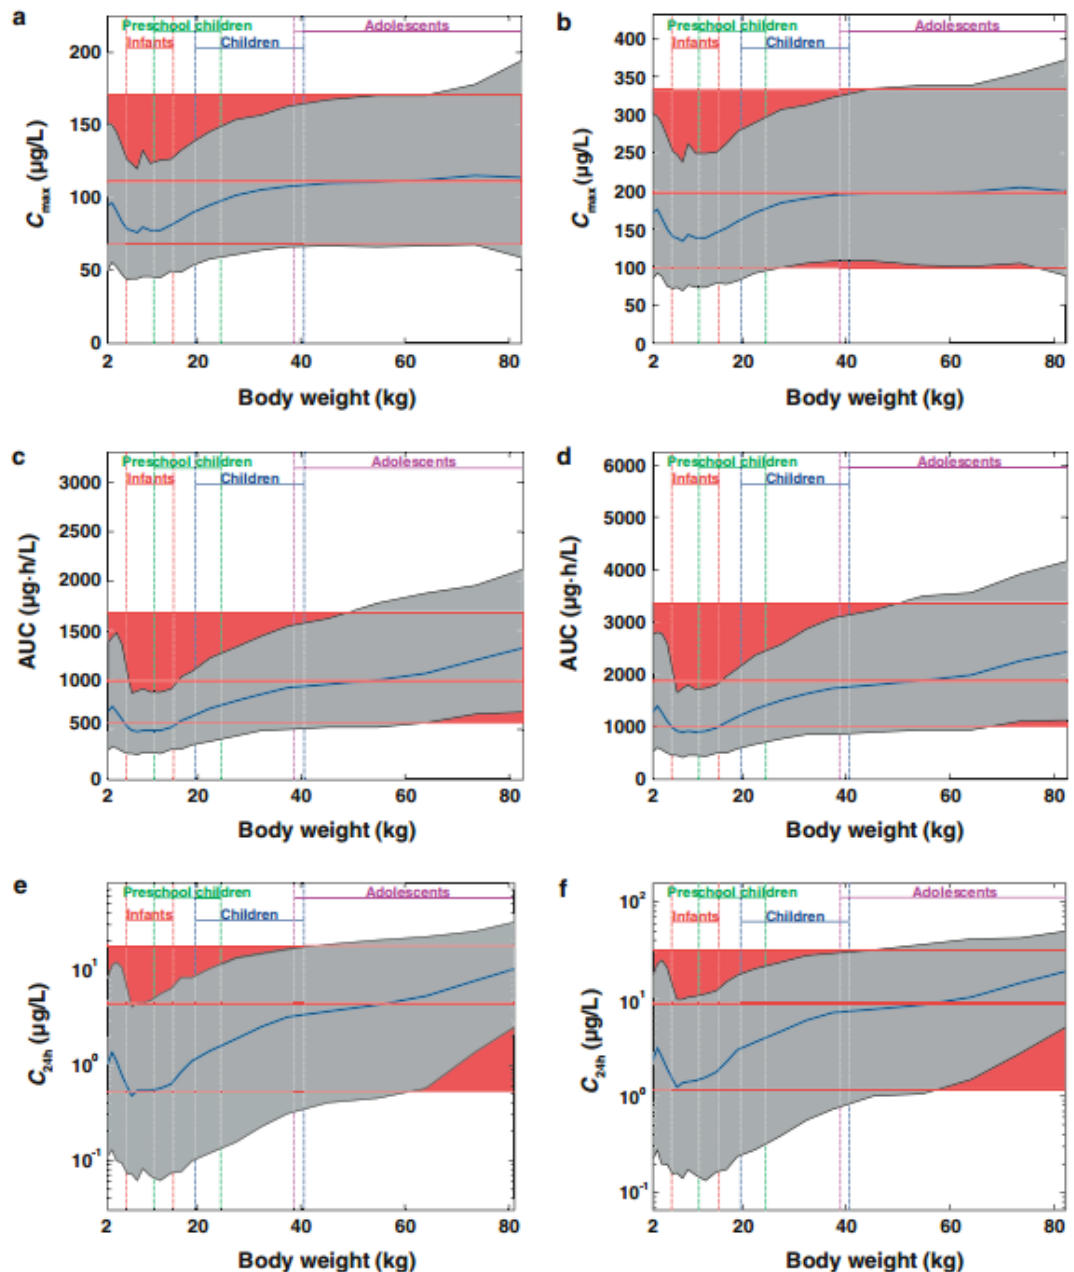 a
Preschool children
Adolescents
Infants
Children
200
150
100
50
0
2
20
40
60
80
Cmax (µg/L)
Body weight (kg)
b
Preschool children
Adolescents
Infants
Children
400
350
300
250
200
150
100
50
0
2
20
40
60
80
Cmax (µg/L)
Body weight (kg)
c
Preschool children
Adolescents
Infants
Children
3000
2500
2000
1500
1000
500
0
2
20
40
60
80
AUC (µg·h/L)
Body weight (kg)
d
Preschool children
Adolescents
Infants
Children
6000
5000
4000
3000
2000
1000
0
2
20
40
60
80
AUC (µg·h/L)
Body weight (kg)
e
Preschool children
Adolescents
Infants
Children
10¹
10⁰
10⁻¹
2
20
40
60
80
C24h (µg/L)
Body weight (kg)
f
Preschool children
Adolescents
Infants
Children
10²
10¹
10⁰
10⁻¹
2
20
40
60
80
C24h (µg/L)
Body weight (kg)